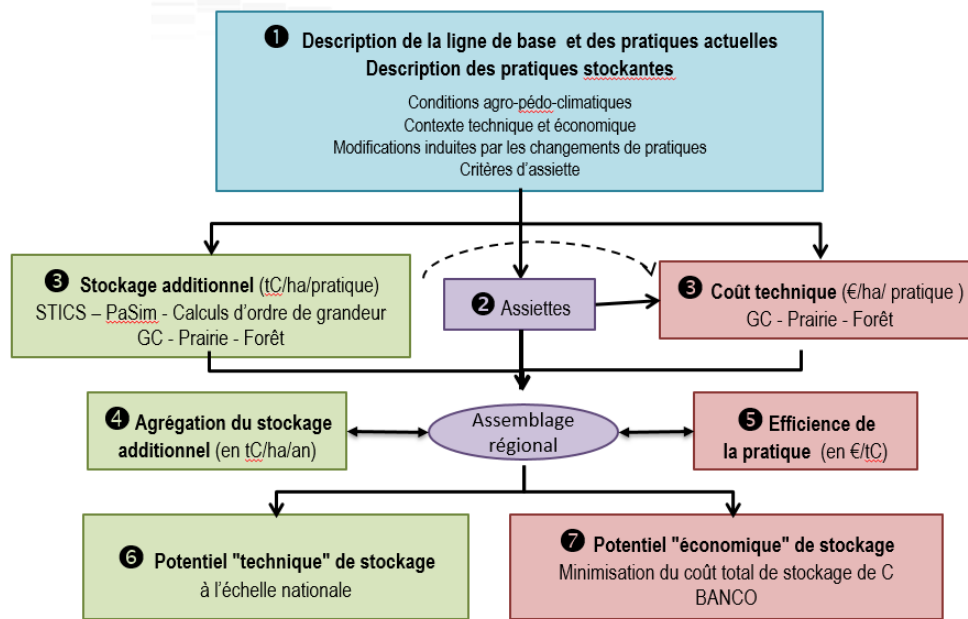 ❶ Description de la ligne de base et des pratiques actuelles
Description des pratiques stockantes
Conditions agro-pédo-climatiques
Contexte technique et économique
Modifications induites par les changements de pratiques
Critères d'assiette
❸ Stockage additionnel (tC/ha/pratique)
STICS – PaSim - Calculs d'ordre de grandeur
GC - Prairie - Forêt
❷ Assiettes
❸ Coût technique (€/ha/ pratique )
GC - Prairie - Forêt
❹ Agrégation du stockage
additionnel (en tC/ha/an)
Assemblage
régional
❺ Efficience de
la pratique (en €/tC)
❻ Potentiel "technique" de stockage
à l'échelle nationale
❼ Potentiel "économique" de stockage
Minimisation du coût total de stockage de C
BANCO